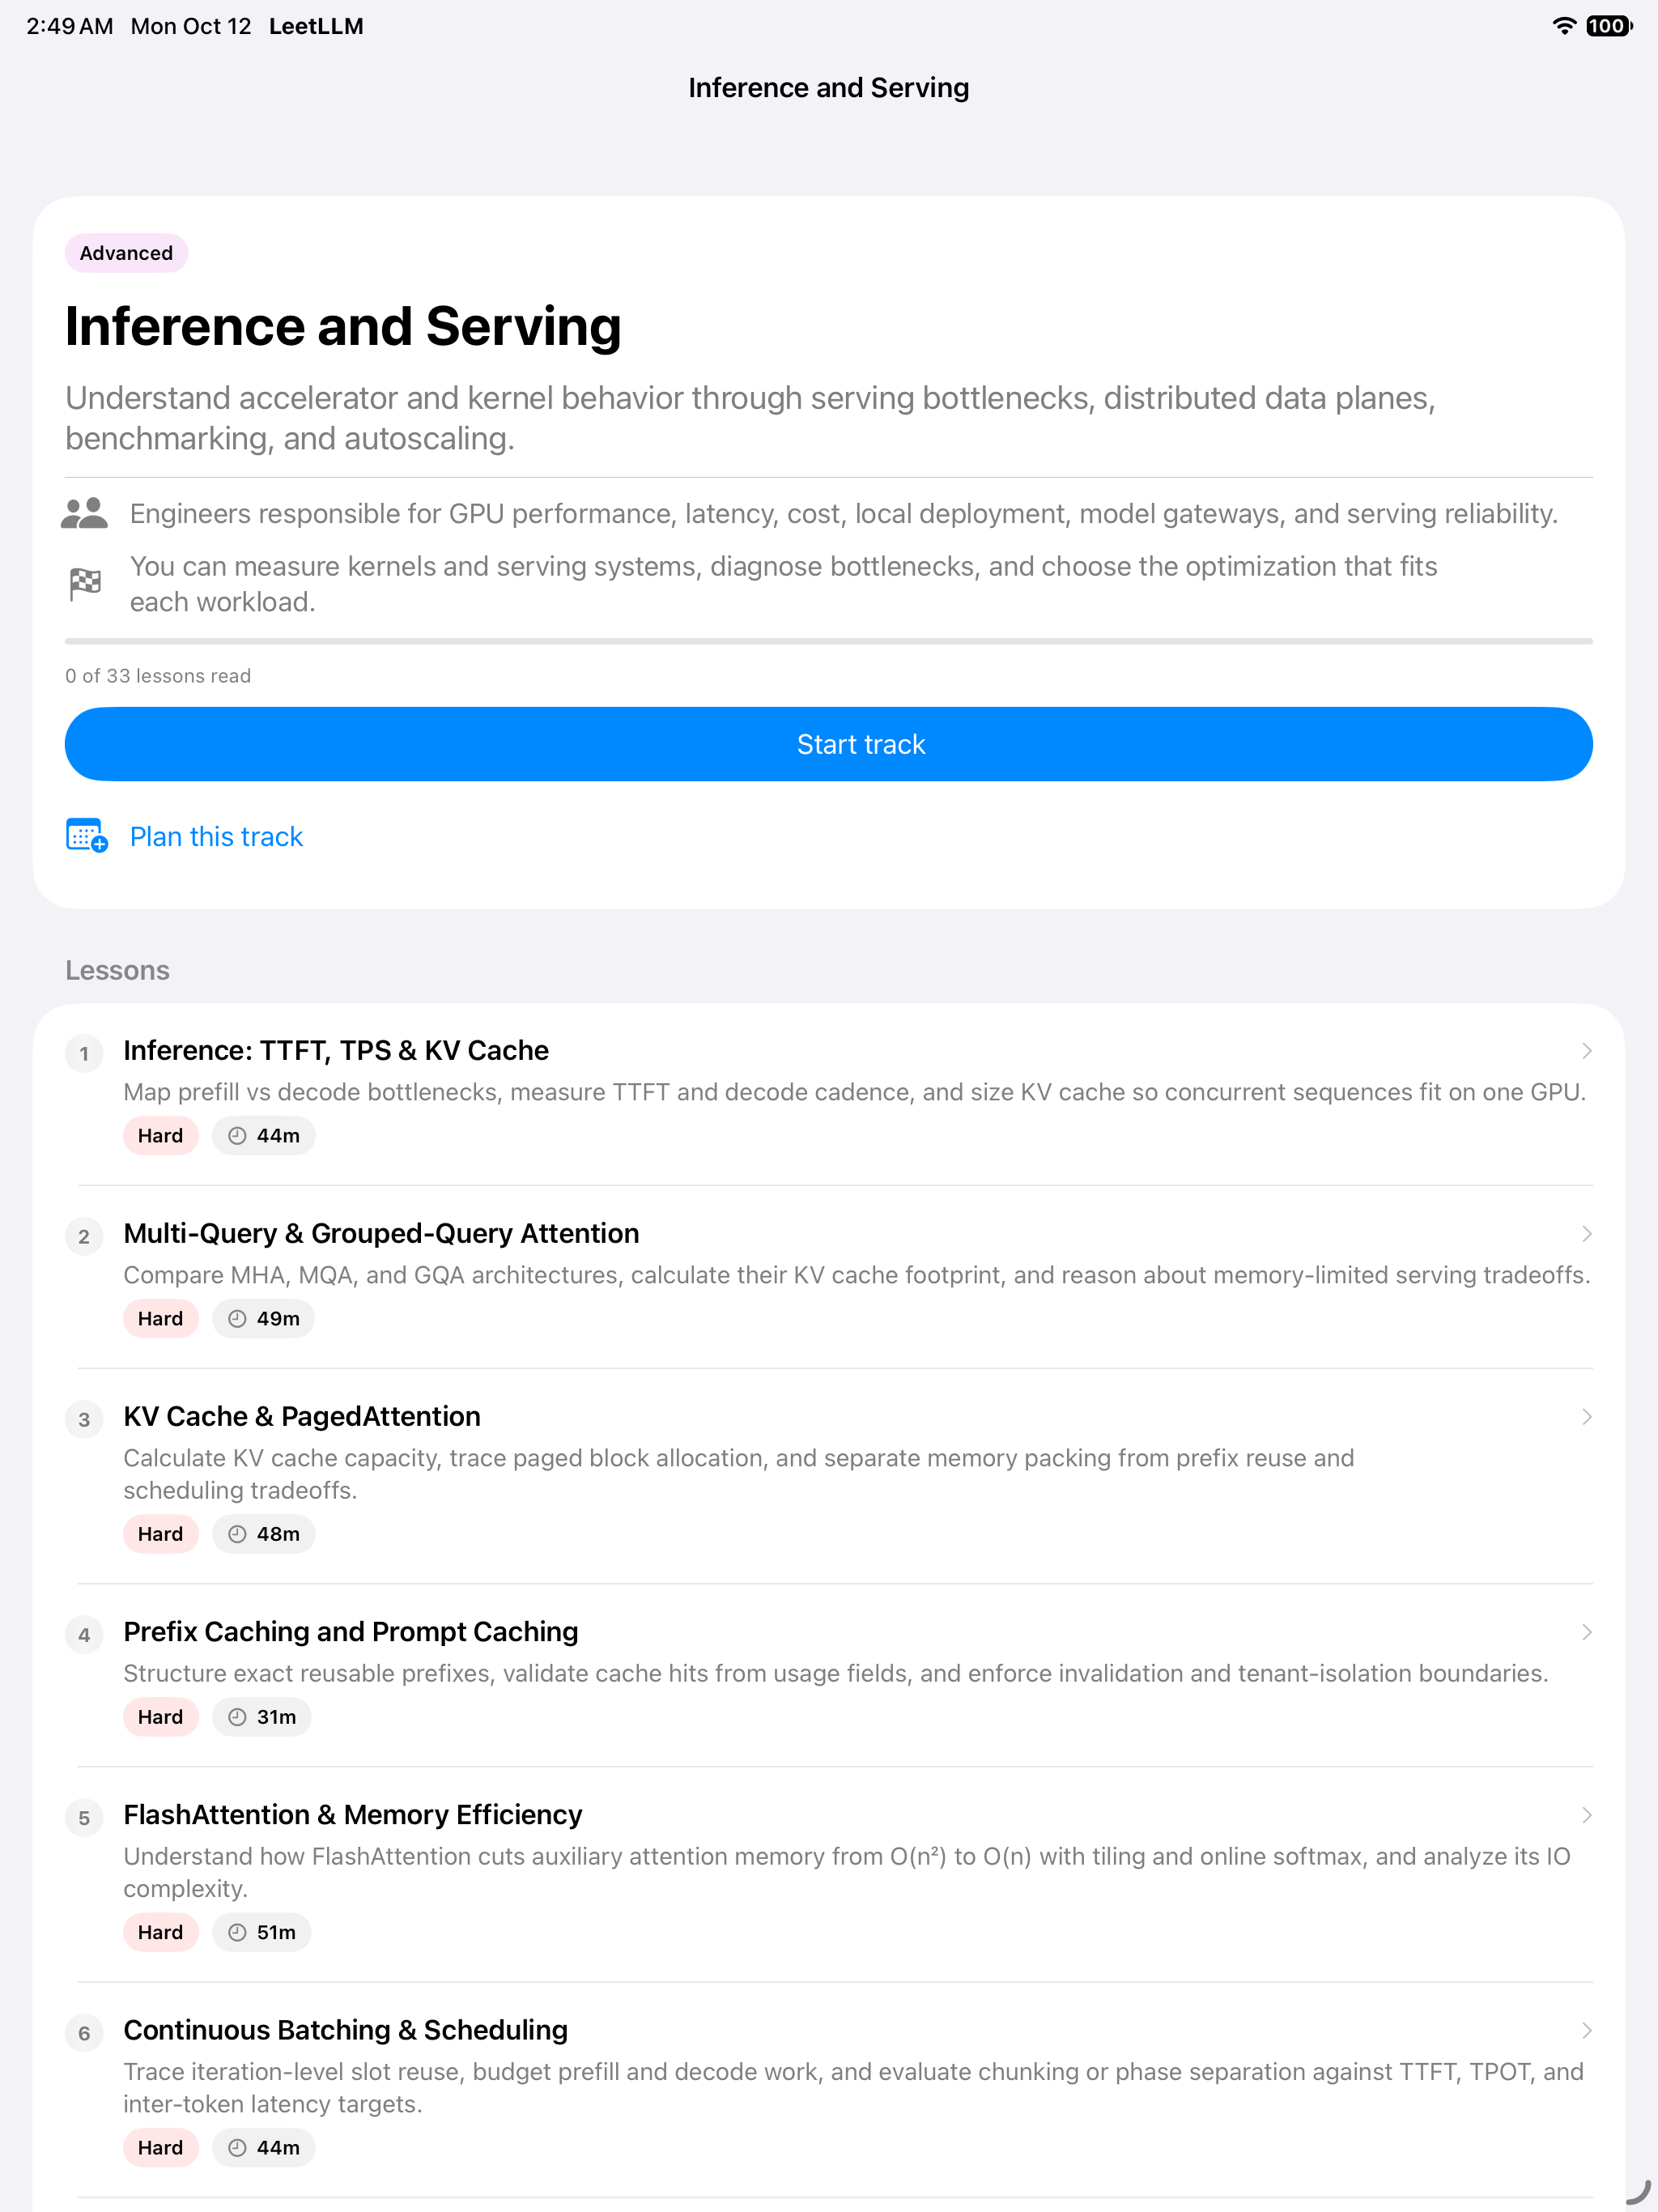 2:49 AM Mon Oct 12 LeetLLM
100
Inference and Serving
Advanced
Inference and Serving
Understand accelerator and kernel behavior through serving bottlenecks, distributed data planes,
benchmarking, and autoscaling.
Engineers responsible for GPU performance, latency, cost, local deployment, model gateways, and serving reliability.
You can measure kernels and serving systems, diagnose bottlenecks, and choose the optimization that fits
each workload.
0 of 33 lessons read
Start track
Plan this track
Lessons
1 Inference: TTFT, TPS & KV Cache
Map prefill vs decode bottlenecks, measure TTFT and decode cadence, and size KV cache so concurrent sequences fit on one GPU.
Hard 44m
2 Multi-Query & Grouped-Query Attention
Compare MHA, MQA, and GQA architectures, calculate their KV cache footprint, and reason about memory-limited serving tradeoffs.
Hard 49m
3 KV Cache & PagedAttention
Calculate KV cache capacity, trace paged block allocation, and separate memory packing from prefix reuse and
scheduling tradeoffs.
Hard 48m
4 Prefix Caching and Prompt Caching
Structure exact reusable prefixes, validate cache hits from usage fields, and enforce invalidation and tenant-isolation boundaries.
Hard 31m
5 FlashAttention & Memory Efficiency
Understand how FlashAttention cuts auxiliary attention memory from O(n²) to O(n) with tiling and online softmax, and analyze its IO
complexity.
Hard 51m
6 Continuous Batching & Scheduling
Trace iteration-level slot reuse, budget prefill and decode work, and evaluate chunking or phase separation against TTFT, TPOT, and
inter-token latency targets.
Hard 44m